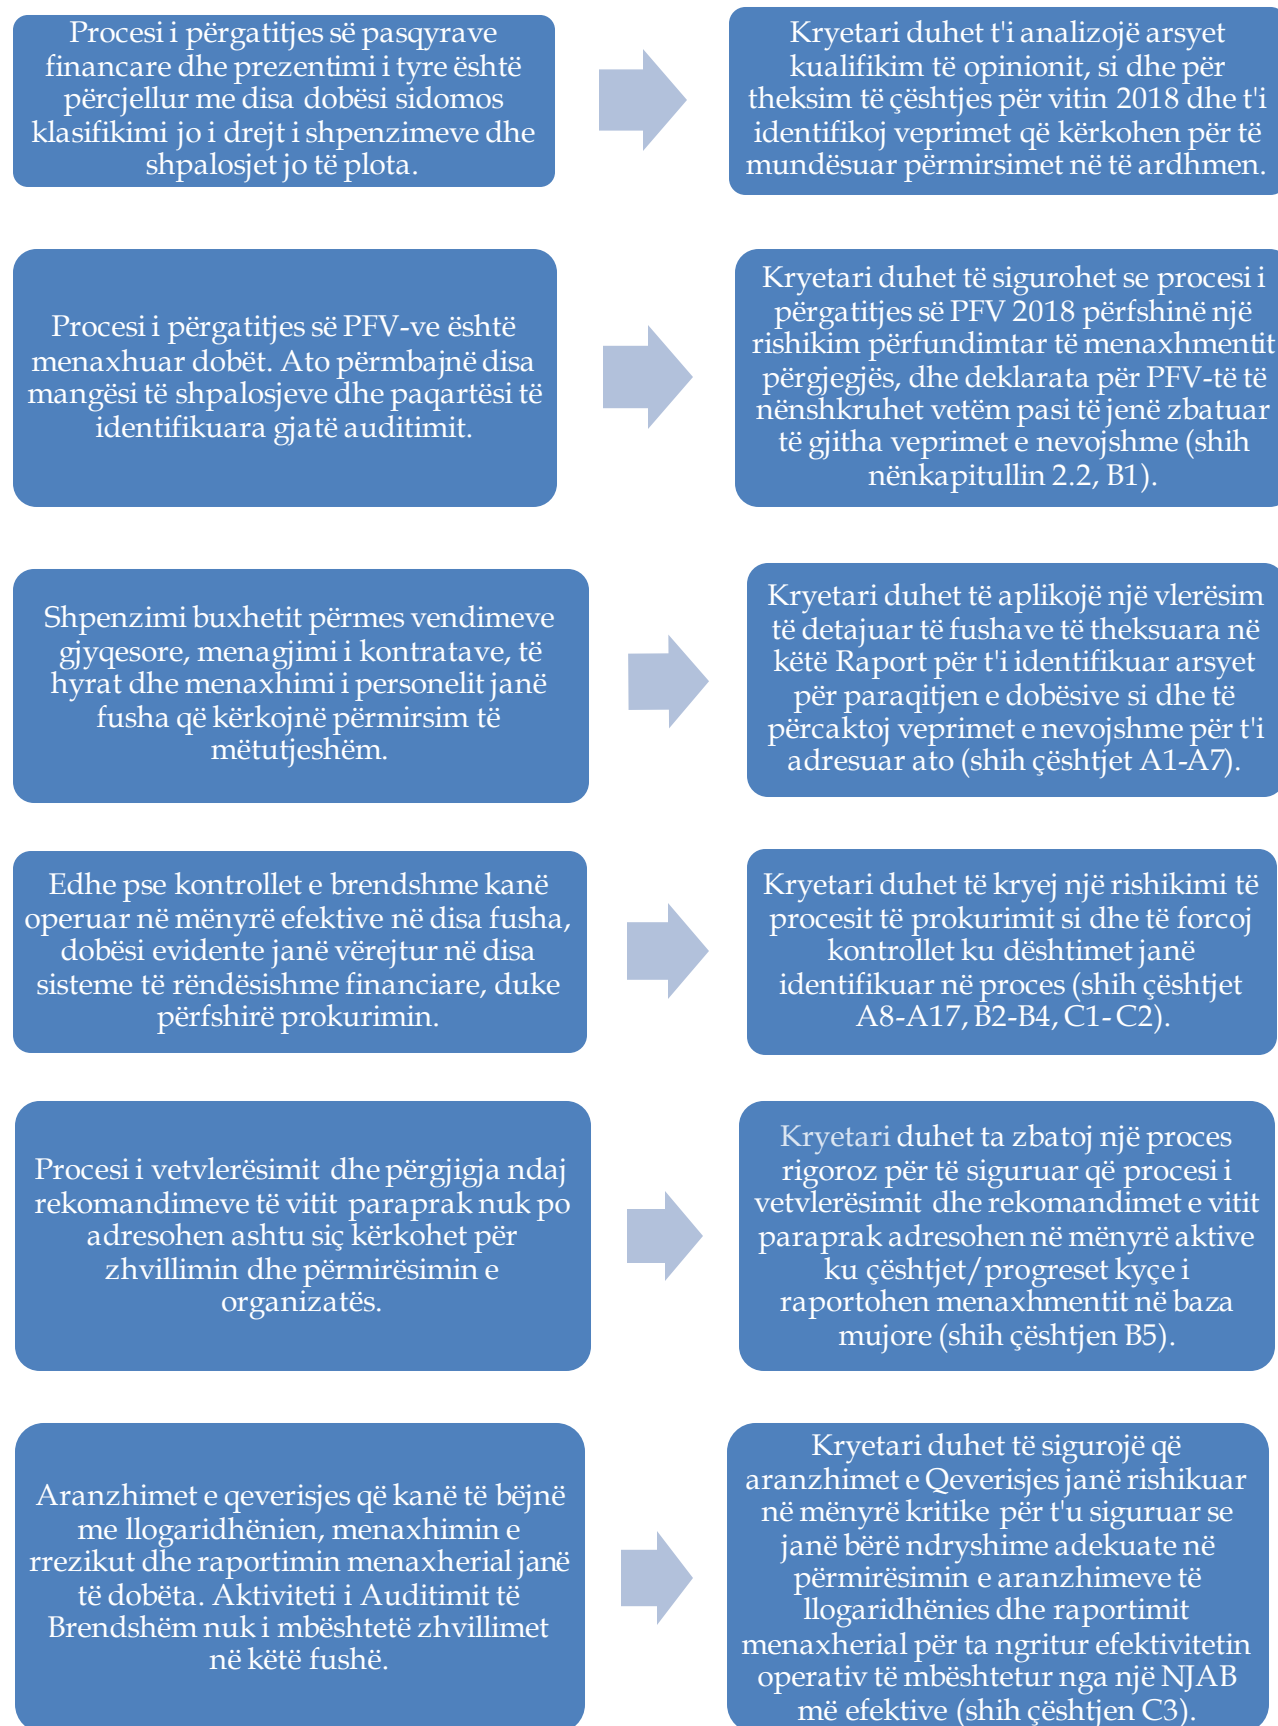 Procesi i përgatitjes së pasqyrave
financare dhe prezentimi i tyre është
përcjellur me disa dobësi sidomos
klasifikimi jo i drejt i shpenzimeve dhe
shpalosjet jo të plota.
Kryetari duhet t'i analizojë arsyet
kualifikim të opinionit, si dhe për
theksim të çështjes për vitin 2018 dhe t'i
identifikoj veprimet që kërkohen për të
mundësuar përmirsimet në të ardhmen.
Procesi i përgatitjes së PFV-ve është
menaxhuar dobët. Ato përmbajnë disa
mangësi të shpalosjeve dhe paqartësi të
identifikuara gjatë auditimit.
Kryetari duhet të sigurohet se procesi i
përgatitjes së PFV 2018 përfshinë një
rishikim përfundimtar të menaxhmentit
përgjegjës, dhe deklarata për PFV-të të
nënshkruhet vetëm pasi të jenë zbatuar
të gjitha veprimet e nevojshme (shih
nënkapitullin 2.2, B1).
Shpenzimi buxhetit përmes vendimeve
gjyqesore, menagjimi i kontratave, të
hyrat dhe menaxhimi i personelit janë
fusha që kërkojnë përmirsim të
mëtutjeshëm.
Kryetari duhet të aplikojë një vlerësim
të detajuar të fushave të theksuara në
këtë Raport për t'i identifikuar arsyet
për paraqitjen e dobësive si dhe të
përcaktoj veprimet e nevojshme për t'i
adresuar ato (shih çështjet A1-A7).
Edhe pse kontrollet e brendshme kanë
operuar në mënyrë efektive në disa fusha,
dobësi evidente janë vërejtur në disa
sisteme të rëndësishme financiare, duke
përfshirë prokurimin.
Kryetari duhet të kryej një rishikimi të
procesit të prokurimit si dhe të forcoj
kontrollet ku dështimet janë
identifikuar në proces (shih çështjet
A8-A17, B2-B4, C1- C2).
Procesi i vetvlerësimit dhe përgjigja ndaj
rekomandimeve të vitit paraprak nuk po
adresohen ashtu siç kërkohet për
zhvillimin dhe përmirësimin e
organizatës.
Kryetari duhet ta zbatoj një proces
rigoroz për të siguruar që procesi i
vetvlerësimit dhe rekomandimet e vitit
paraprak adresohen në mënyrë aktive
ku çështjet/progreset kyçe i
raportohen menaxhmentit në baza
mujore (shih çështjen B5).
Aranzhimet e qeverisjes që kanë të bëjnë
me llogaridhënien, menaxhimin e
rrezikut dhe raportimin menaxherial janë
të dobëta. Aktiviteti i Auditimit të
Brendshëm nuk i mbështetë zhvillimet
në këtë fushë.
Kryetari duhet të sigurojë që
aranzhimet e Qeverisjes janë rishikuar
në mënyrë kritike për t'u siguruar se
janë bërë ndryshime adekuate në
përmirësimin e aranzhimeve të
llogaridhënies dhe raportimit
menaxherial për ta ngritur efektivitetin
operativ të mbështetur nga një NJAB
më efektive (shih çështjen C3).